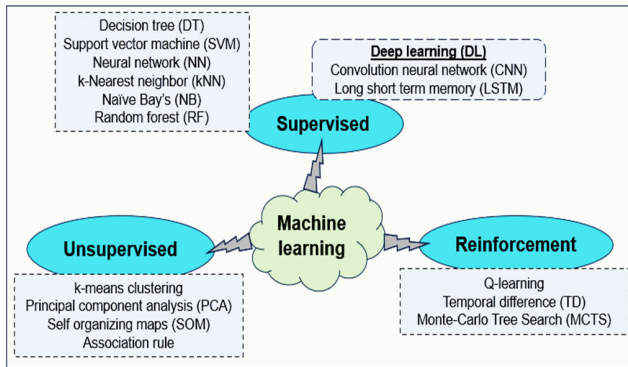 Decision tree (DT)
Support vector machine (SVM)
Neural network (NN)
k-Nearest neighbor (kNN)
Naïve Bay's (NB)
Random forest (RF)
Deep learning (DL)
Convolution neural network (CNN)
Long short term memory (LSTM)
Supervised
Machine
learning
Unsupervised
k-means clustering
Principal component analysis (PCA)
Self organizing maps (SOM)
Association rule
Reinforcement
Q-learning
Temporal difference (TD)
Monte-Carlo Tree Search (MCTS)